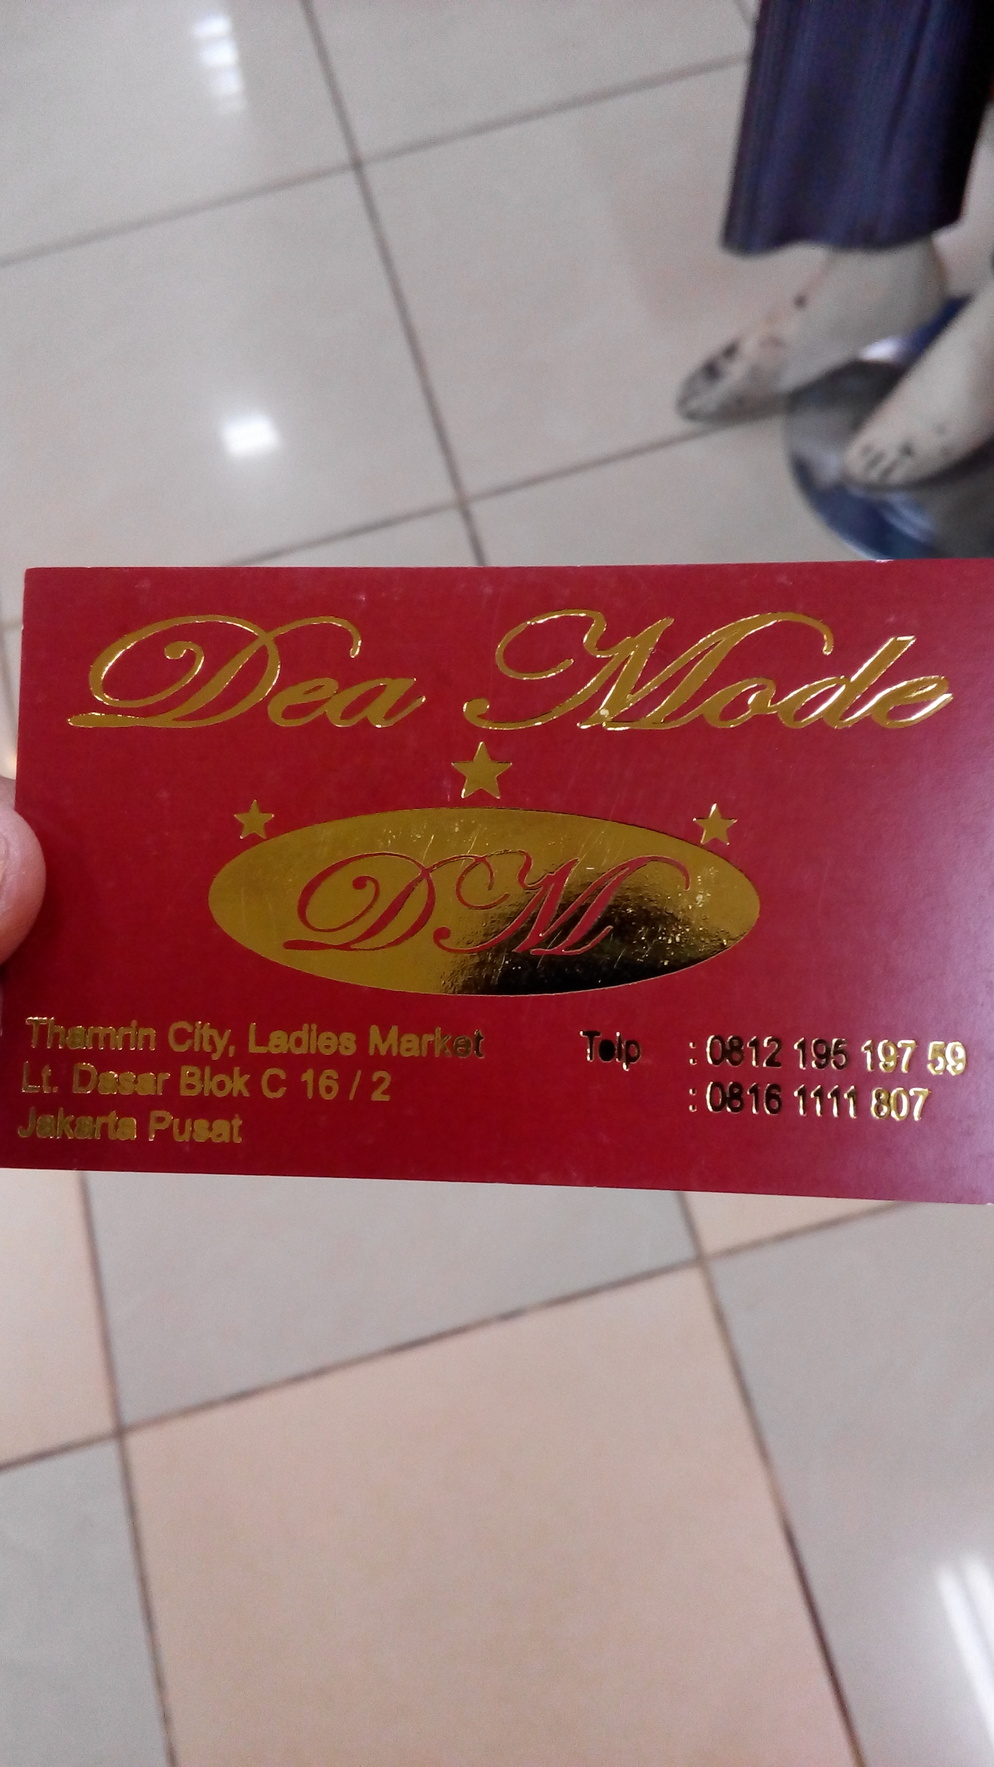 Dea Mode
DM
Thamrin City, Ladies Market
Lt. Dasar Blok C 16 / 2
Jakarta Pusat
Telp : 0812 195 197 59
: 0816 1111 807